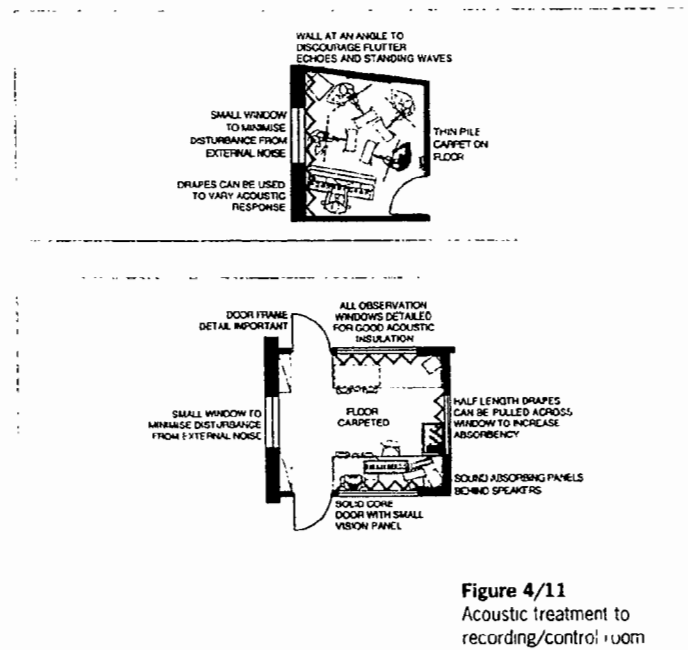 WALL AT AN ANGLE TO
DISCOURAGE FLUTTER
ECHOES AND STANDING WAVES
SMALL WINDOW
TO MINIMISE
DISTURBANCE FROM
EXTERNAL NOISE
THIN PILE
CARPET ON
FLOOR
DRAPES CAN BE USED
TO VARY ACOUSTIC
RESPONSE
DOOR FRAME
DETAIL IMPORTANT
ALL OBSERVATION
WINDOWS DETAILED
FOR GOOD ACOUSTIC
INSULATION
SMALL WINDOW TO
MINIMISE DISTURBANCE
FROM EXTERNAL NOISE
FLOOR
CARPETED
HALF LENGTH DRAPES
CAN BE PULLED ACROSS
WINDOW TO INCREASE
ABSORBENCY
SOUND ABSORBING PANELS
BEHIND SPEAKERS
SOLID CORE
DOOR WITH SMALL
VISION PANEL
Figure 4/11
Acoustic treatment to
recording/control room